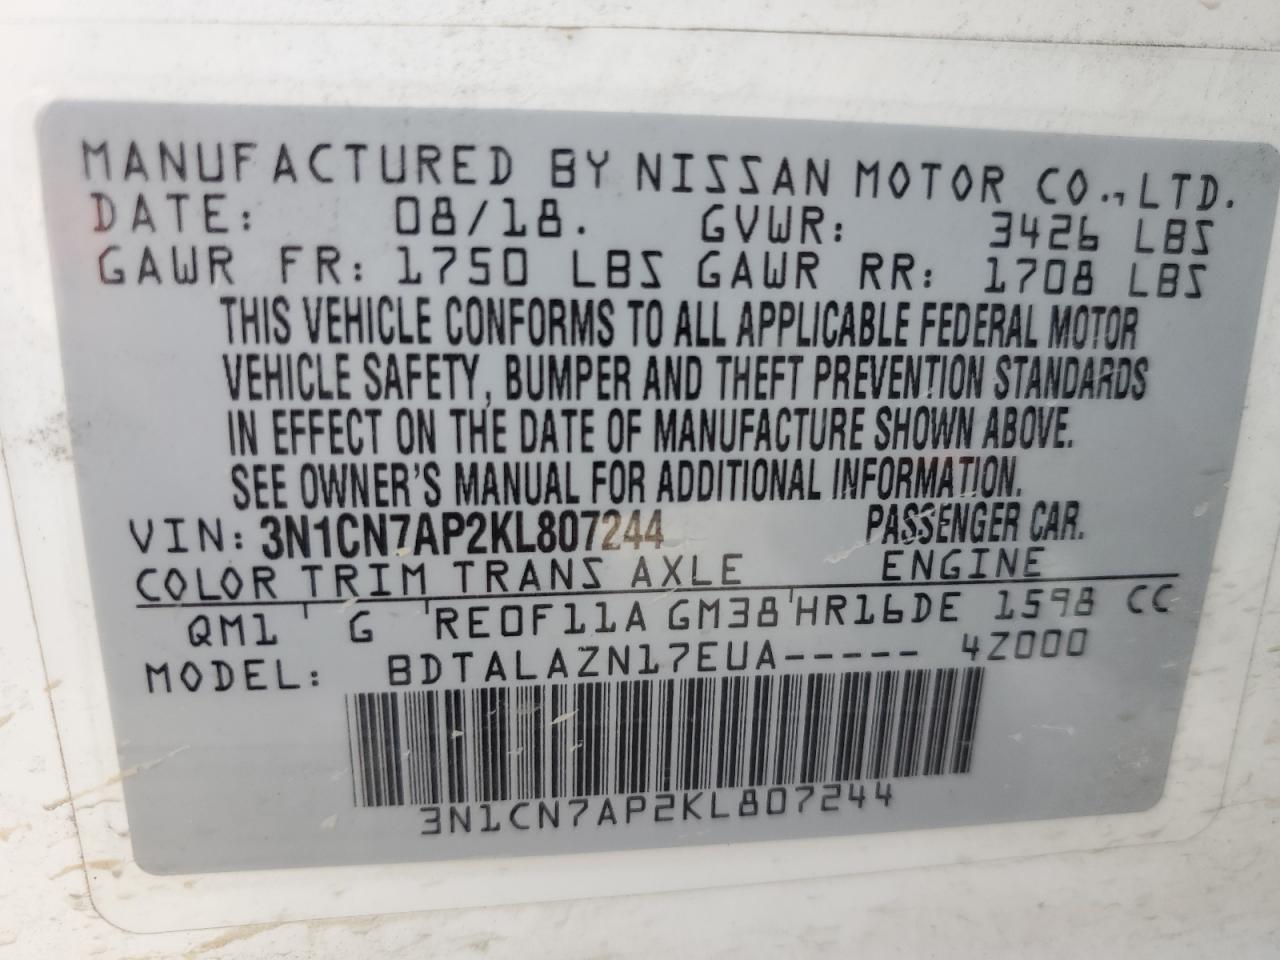 MANUFACTURED BY NISSAN MOTOR CO., LTD.
DATE: 08/18. GVWR: 3426 LBS
GAWR FR: 1750 LBS GAWR RR: 1708 LBS
THIS VEHICLE CONFORMS TO ALL APPLICABLE FEDERAL MOTOR
VEHICLE SAFETY, BUMPER AND THEFT PREVENTION STANDARDS
IN EFFECT ON THE DATE OF MANUFACTURE SHOWN ABOVE.
SEE OWNER'S MANUAL FOR ADDITIONAL INFORMATION.
VIN: 3N1CN7AP2KL807244 PASSENGER CAR.
COLOR TRIM TRANS AXLE ENGINE
QM1 G RE0F11A GM38 HR16DE 1598 CC
MODEL: BDTALAZN17EUA----- 4Z000
3N1CN7AP2KL807244